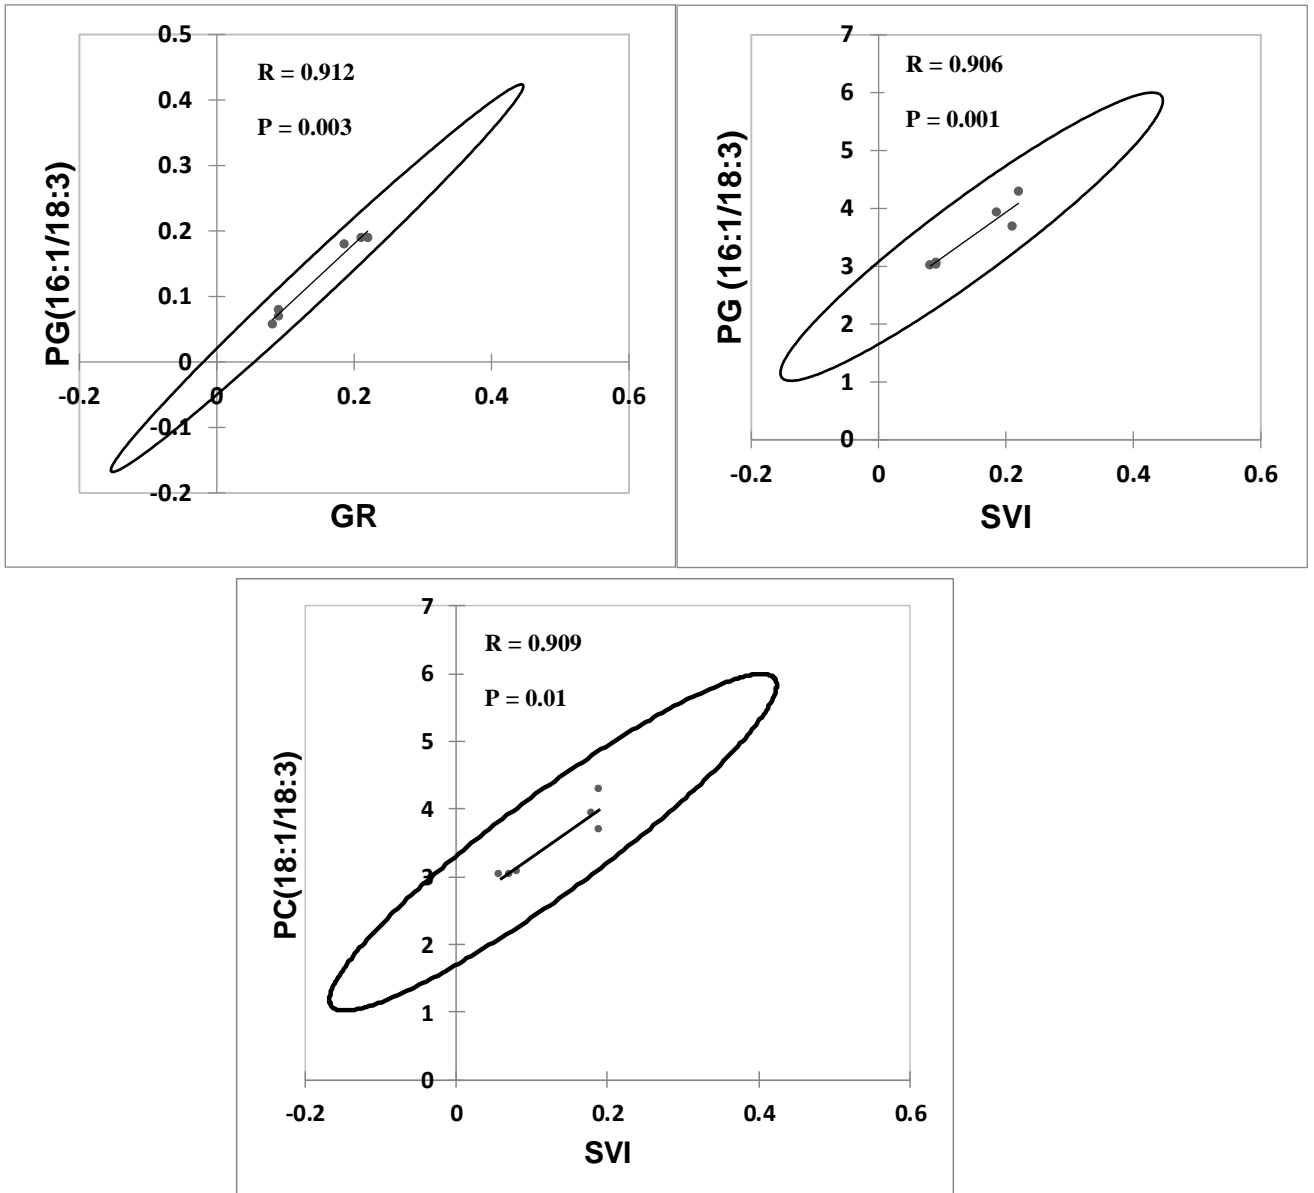 0.5
0.4
0.3
0.2
0.1
0
-0.1
-0.2
R = 0.912
P = 0.003
PG(16:1/18:3)
-0.2 0 0.2 0.4 0.6
GR
7
6
5
4
3
2
1
0
R = 0.906
P = 0.001
PG (16:1/18:3)
-0.2 0 0.2 0.4 0.6
SVI
7
6
5
4
3
2
1
0
R = 0.909
P = 0.01
PC(18:1/18:3)
-0.2 0 0.2 0.4 0.6
SVI